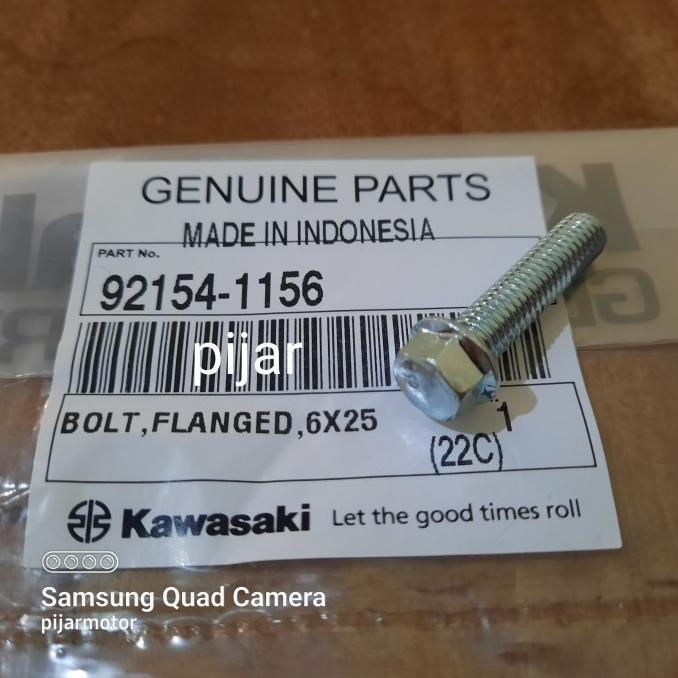 GENUINE PARTS
MADE IN INDONESIA
PART No.
92154-1156
pijar
BOLT,FLANGED,6X25
1
(22C)
Kawasaki Let the good times roll
Samsung Quad Camera
pijarmotor